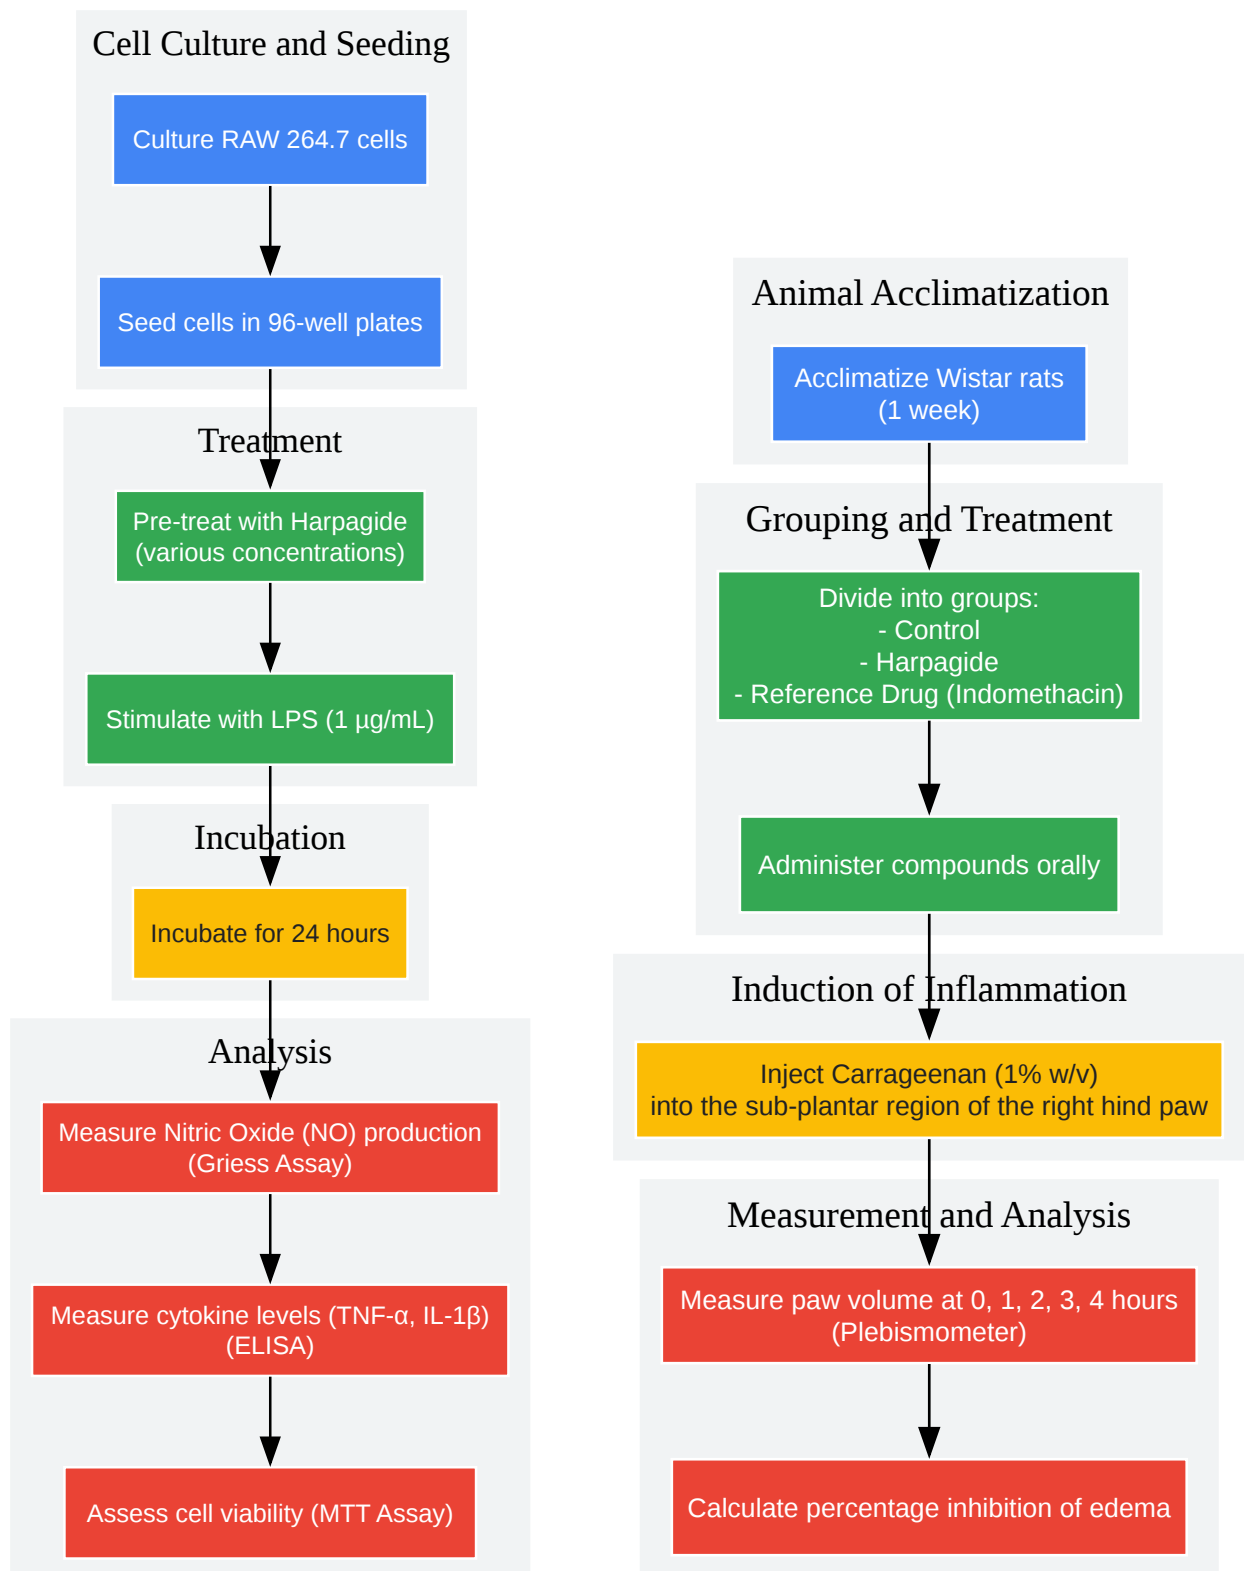 Cell Culture and Seeding
Culture RAW 264.7 cells
Seed cells in 96-well plates
Treatment
Pre-treat with Harpagide
(various concentrations)
Stimulate with LPS (1 µg/mL)
Incubation
Incubate for 24 hours
Analysis
Measure Nitric Oxide (NO) production
(Griess Assay)
Measure cytokine levels (TNF-α, IL-1β)
(ELISA)
Assess cell viability (MTT Assay)
Animal Acclimatization
Acclimatize Wistar rats
(1 week)
Grouping and Treatment
Divide into groups:
- Control
- Harpagide
- Reference Drug (Indomethacin)
Administer compounds orally
Induction of Inflammation
Inject Carrageenan (1% w/v)
into the sub-plantar region of the right hind paw
Measurement and Analysis
Measure paw volume at 0, 1, 2, 3, 4 hours
(Plebismometer)
Calculate percentage inhibition of edema